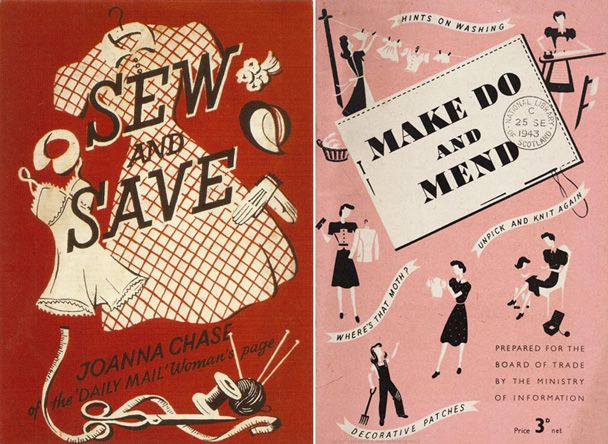 SEW
AND
SAVE
JOANNA CHASE
of the 'DAILY MAIL' Woman's page
HINTS ON WASHING
MAKE DO
AND
MEND
NATIONAL LIBRARY
C
25 SE
1943
OF SCOTLAND
UNPICK AND KNIT AGAIN
WHERE'S THAT MOTH?
DECORATIVE PATCHES
PREPARED FOR THE
BOARD OF TRADE
BY THE MINISTRY
OF INFORMATION
Price 3D net